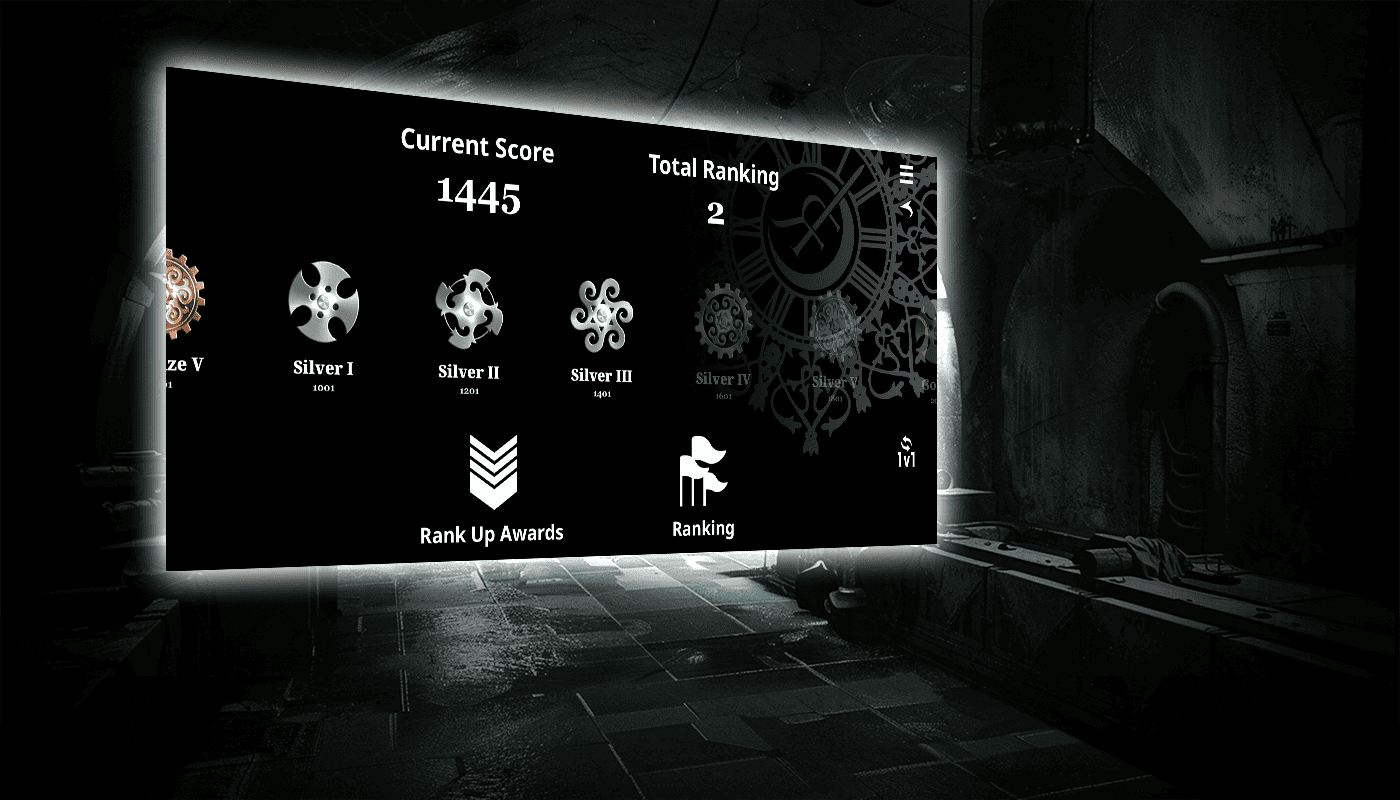 Current Score
1445
Total Ranking
2
ze V
Silver I
Silver II
Silver III
Silver IV
Silver V
1001
1201
1401
1601
1801
1v1
Rank Up Awards
Ranking